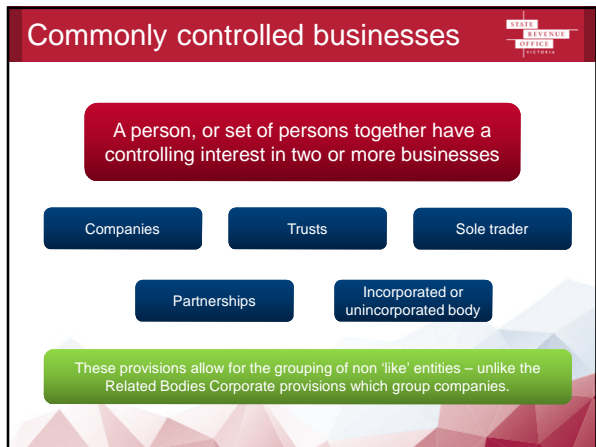 Commonly controlled businesses
STATE
REVENUE
OFFICE
VICTORIA
A person, or set of persons together have a
controlling interest in two or more businesses
Companies
Trusts
Sole trader
Partnerships
Incorporated or
unincorporated body
These provisions allow for the grouping of non ‘like’ entities – unlike the
Related Bodies Corporate provisions which group companies.